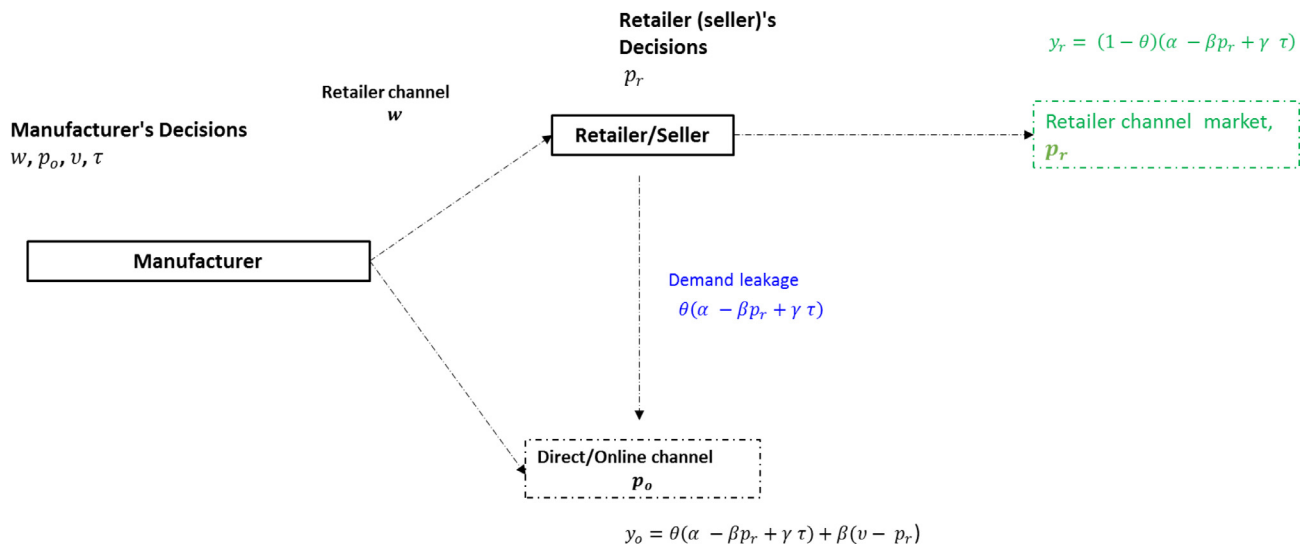 Retailer (seller)'s
Decisions
p_r
y_r = (1 − θ)(α − βp_r + γ τ)
Retailer channel
w
Manufacturer's Decisions
w, p_o, υ, τ
Retailer/Seller
Retailer channel market,
p_r
Manufacturer
Demand leakage
θ(α − βp_r + γ τ)
Direct/Online channel
p_o
y_o = θ(α − βp_r + γ τ) + β(υ − p_r)